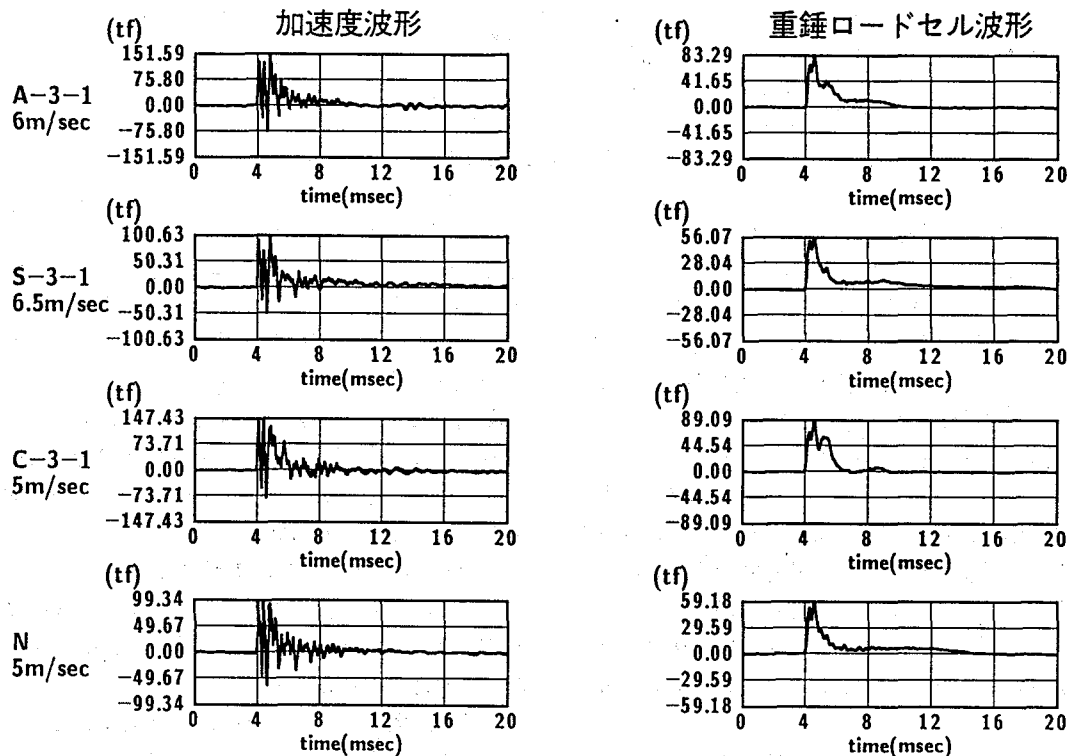 加速度波形
重錘ロードセル波形
A-3-1
6m/sec
(tf)
151.59
75.80
0.00
-75.80
-151.59
0 4 8 12 16 20
time(msec)
(tf)
83.29
41.65
0.00
-41.65
-83.29
0 4 8 12 16 20
time(msec)
S-3-1
6.5m/sec
(tf)
100.63
50.31
0.00
-50.31
-100.63
0 4 8 12 16 20
time(msec)
(tf)
56.07
28.04
0.00
-28.04
-56.07
0 4 8 12 16 20
time(msec)
C-3-1
5m/sec
(tf)
147.43
73.71
0.00
-73.71
-147.43
0 4 8 12 16 20
time(msec)
(tf)
89.09
44.54
0.00
-44.54
-89.09
0 4 8 12 16 20
time(msec)
N
5m/sec
(tf)
99.34
49.67
0.00
-49.67
-99.34
0 4 8 12 16 20
time(msec)
(tf)
59.18
29.59
0.00
-29.59
-59.18
0 4 8 12 16 20
time(msec)